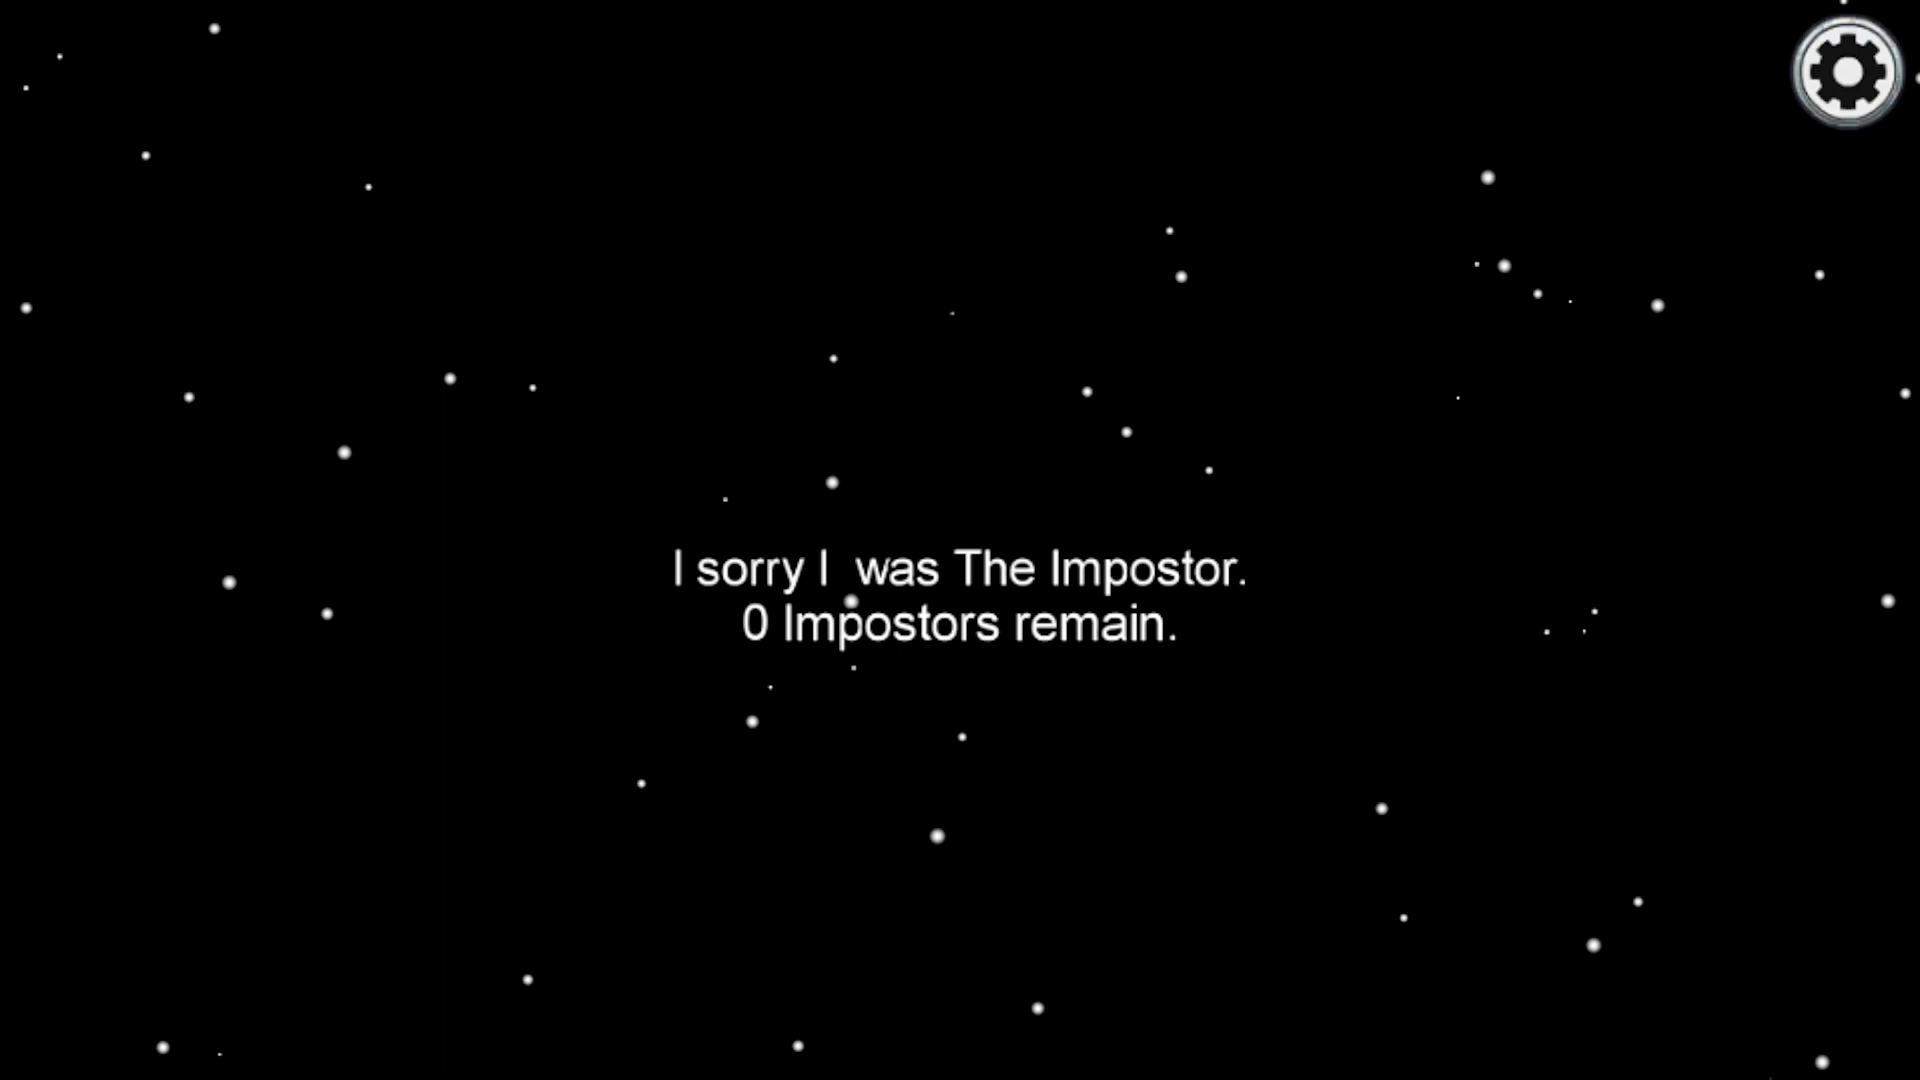 I sorry I  was The Impostor.
0 Impostors remain.